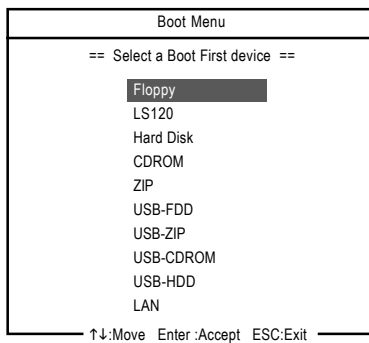 Boot Menu
== Select a Boot First device ==
Floppy
LS120
Hard Disk
CDROM
ZIP
USB-FDD
USB-ZIP
USB-CDROM
USB-HDD
LAN
↑↓:Move Enter :Accept ESC:Exit